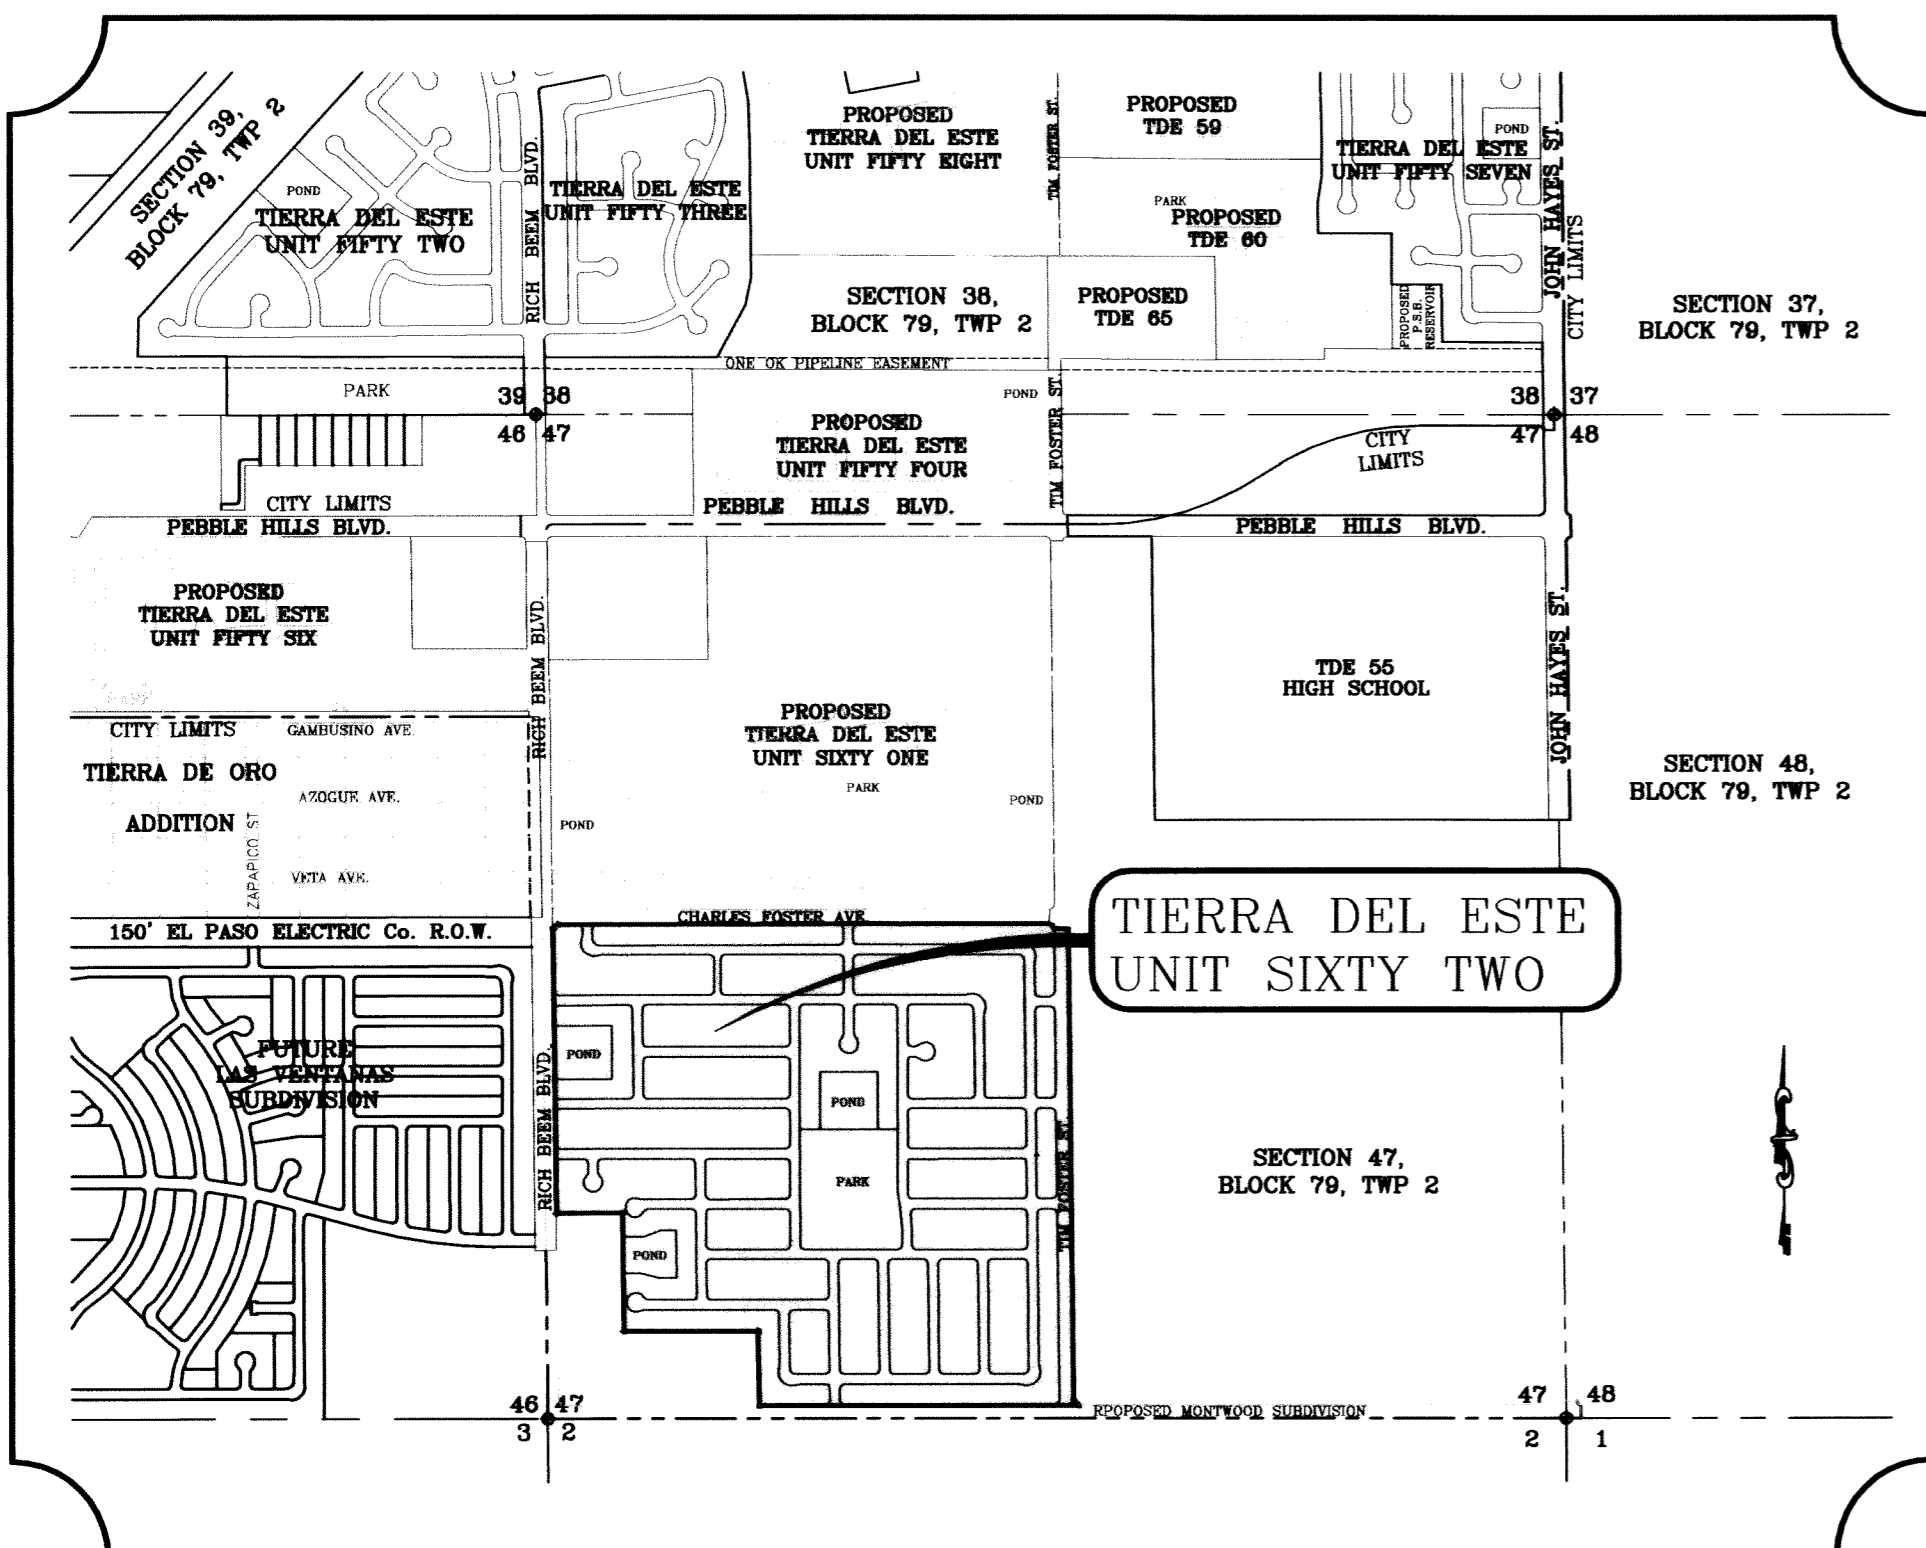 SECTION 39,
BLOCK 79, TWP 2
POND
TIERRA DEL ESTE
UNIT FIFTY TWO
RICH BEEM BLVD.
TIERRA DEL ESTE
UNIT FIFTY THREE
PROPOSED
TIERRA DEL ESTE
UNIT FIFTY EIGHT
TIM FOSTER ST.
PROPOSED
TDE 59
PARK
PROPOSED
TDE 60
POND
TIERRA DEL ESTE
UNIT FIFTY SEVEN
JOHN HAYES ST.
CITY LIMITS
SECTION 38,
BLOCK 79, TWP 2
PROPOSED
TDE 65
PROPOSED
P.S.B.
RESERVOIR
SECTION 37,
BLOCK 79, TWP 2
ONE OK PIPELINE EASEMENT
PARK
39 38
46 47
POND
38 37
47 48
PROPOSED
TIERRA DEL ESTE
UNIT FIFTY FOUR
TIM FOSTER ST.
CITY
LIMITS
CITY LIMITS
PEBBLE HILLS BLVD.
PEBBLE HILLS BLVD.
PEBBLE HILLS BLVD.
PROPOSED
TIERRA DEL ESTE
UNIT FIFTY SIX
RICH BEEM BLVD.
JOHN HAYES ST.
TDE 55
HIGH SCHOOL
PROPOSED
TIERRA DEL ESTE
UNIT SIXTY ONE
PARK
POND
POND
CITY LIMITS
GAMBUSINO AVE.
TIERRA DE ORO
ADDITION
AZOGUE AVE.
ZAPAPICO ST
VETA AVE.
SECTION 48,
BLOCK 79, TWP 2
150' EL PASO ELECTRIC Co. R.O.W.
CHARLES FOSTER AVE.
TIERRA DEL ESTE
UNIT SIXTY TWO
FUTURE
LAS VENTANAS
SUBDIVISION
RICH BEEM BLVD.
POND
POND
PARK
POND
TIM FOSTER ST.
SECTION 47,
BLOCK 79, TWP 2
46 47
3 2
RPOPOSED MONTWOOD SUBDIVISION
47 48
2 1